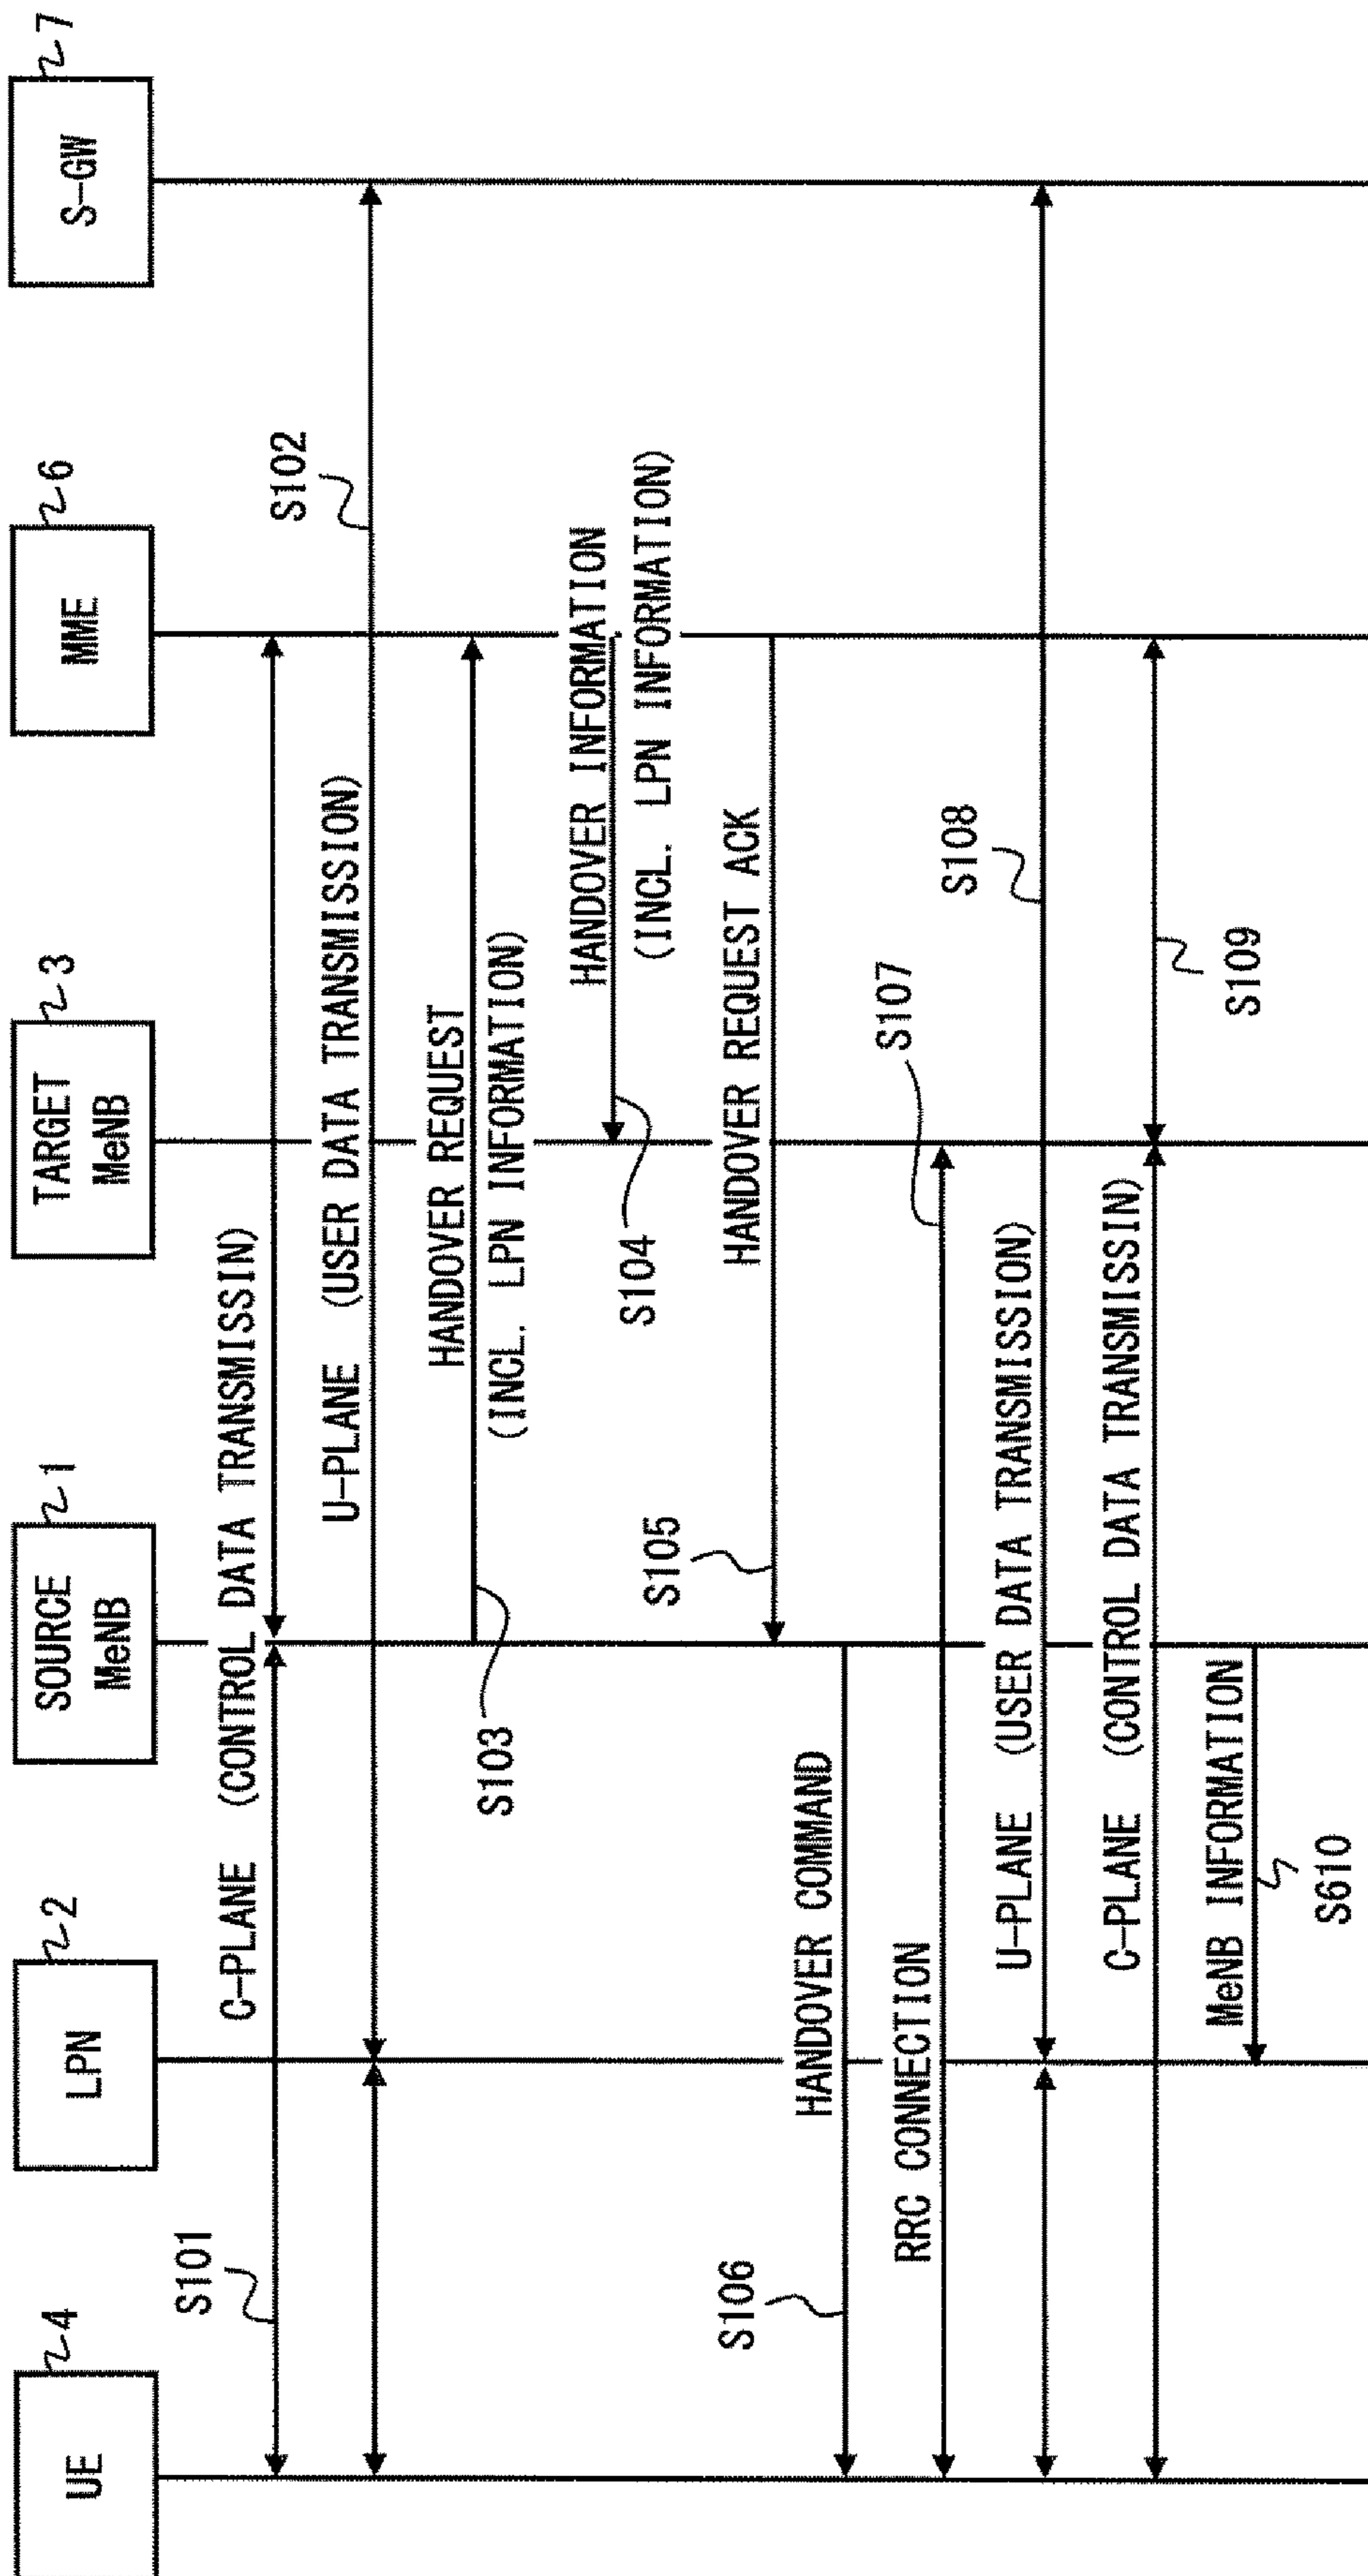 UE
4
LPN
2
SOURCE
MeNB
1
TARGET
MeNB
3
MME
6
S-GW
7
S101
C-PLANE (CONTROL DATA TRANSMISSIN)
U-PLANE (USER DATA TRANSMISSION)
S102
HANDOVER REQUEST
(INCL. LPN INFORMATION)
S103
HANDOVER INFORMATION
(INCL. LPN INFORMATION)
S104
HANDOVER REQUEST ACK
S105
HANDOVER COMMAND
S106
RRC CONNECTION
S107
U-PLANE (USER DATA TRANSMISSION)
S108
C-PLANE (CONTROL DATA TRANSMISSIN)
S109
MeNB INFORMATION
S610